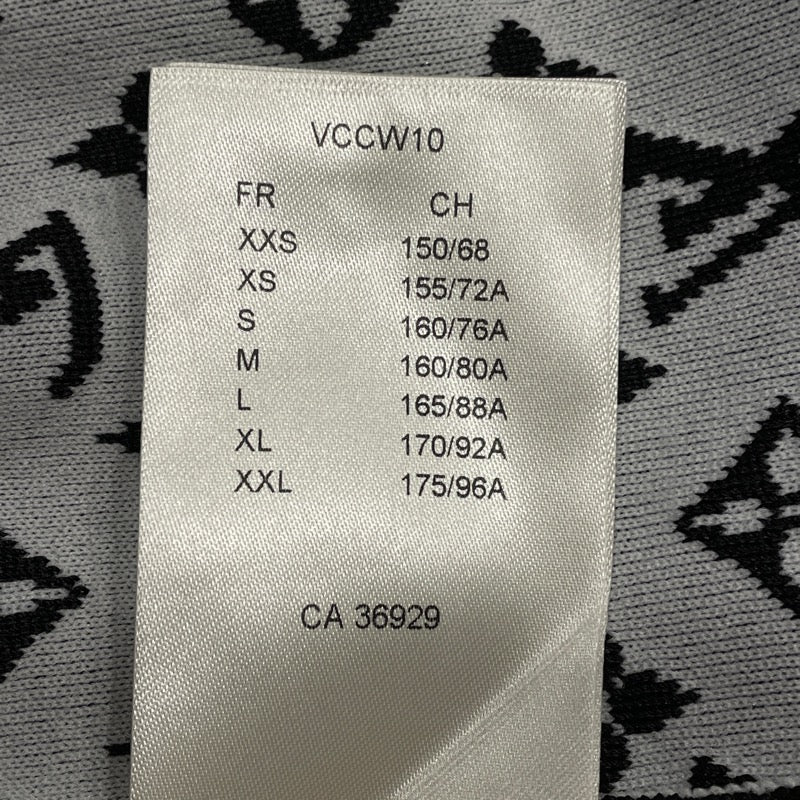 VCCW10
FR CH
XXS 150/68
XS 155/72A
S 160/76A
M 160/80A
L 165/88A
XL 170/92A
XXL 175/96A
CA 36929